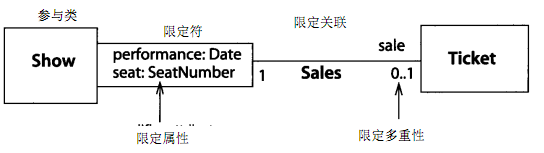 参与类
限定符
限定关联
Show
performance: Date
seat: SeatNumber
1
Sales
sale
0..1
Ticket
限定属性
限定多重性